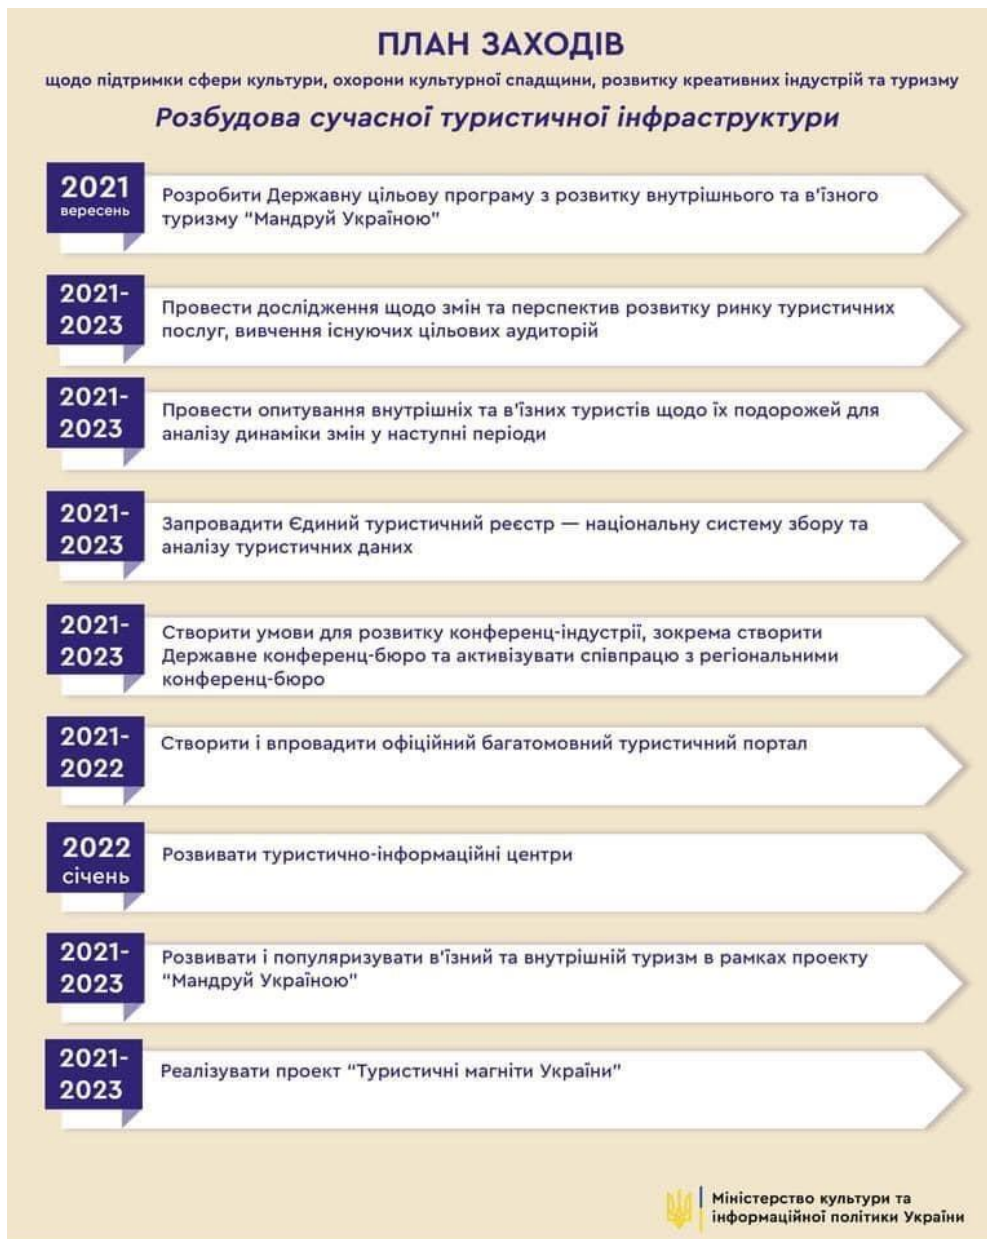 ПЛАН ЗАХОДІВ
щодо підтримки сфери культури, охорони культурної спадщини, розвитку креативних індустрій та туризму
Розбудова сучасної туристичної інфраструктури
2021
вересень
Розробити Державну цільову програму з розвитку внутрішнього та в'їзного
туризму “Мандруй Україною”
2021-
2023
Провести дослідження щодо змін та перспектив розвитку ринку туристичних
послуг, вивчення існуючих цільових аудиторій
2021-
2023
Провести опитування внутрішніх та в'їзних туристів щодо їх подорожей для
аналізу динаміки змін у наступні періоди
2021-
2023
Запровадити Єдиний туристичний реєстр — національну систему збору та
аналізу туристичних даних
2021-
2023
Створити умови для розвитку конференц-індустрії, зокрема створити
Державне конференц-бюро та активізувати співпрацю з регіональними
конференц-бюро
2021-
2022
Створити і впровадити офіційний багатомовний туристичний портал
2022
січень
Розвивати туристично-інформаційні центри
2021-
2023
Розвивати і популяризувати в'їзний та внутрішній туризм в рамках проекту
“Мандруй Україною”
2021-
2023
Реалізувати проект “Туристичні магніти України”
Міністерство культури та
інформаційної політики України